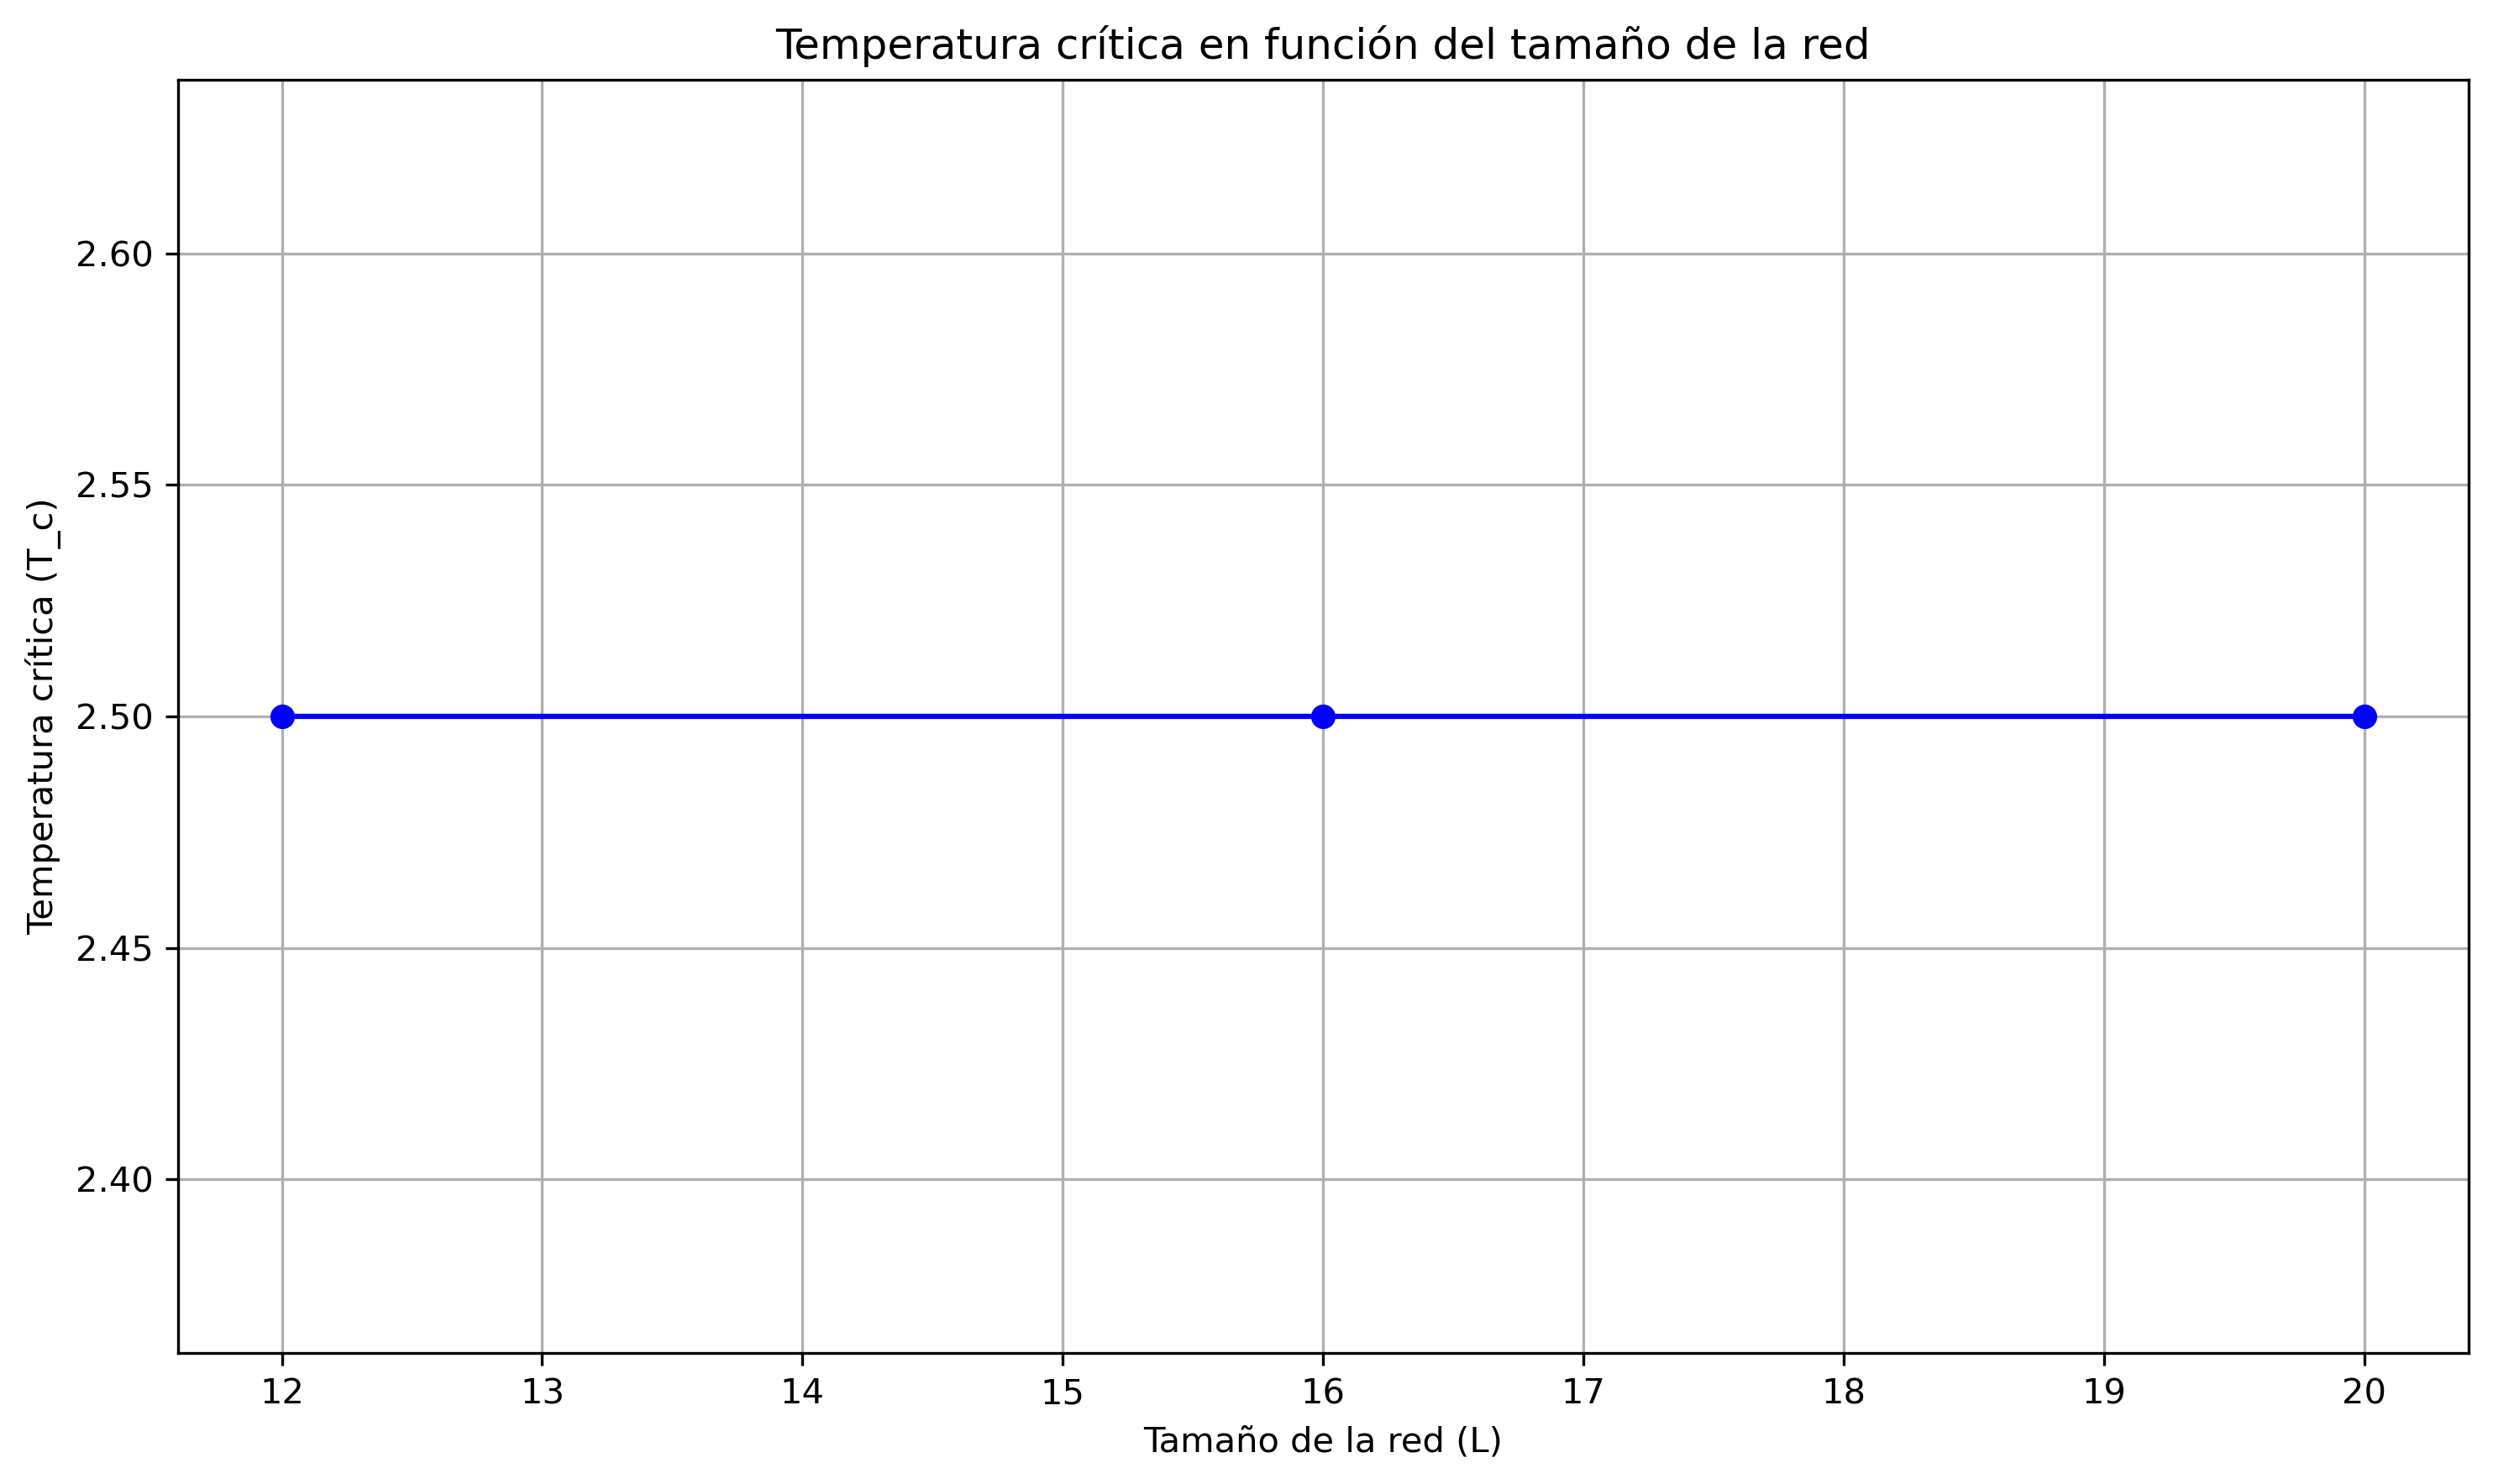 Temperatura crítica en función del tamaño de la red
Temperatura crítica (T_c)
2.60
2.55
2.50
2.45
2.40
12 13 14 15 16 17 18 19 20
Tamaño de la red (L)